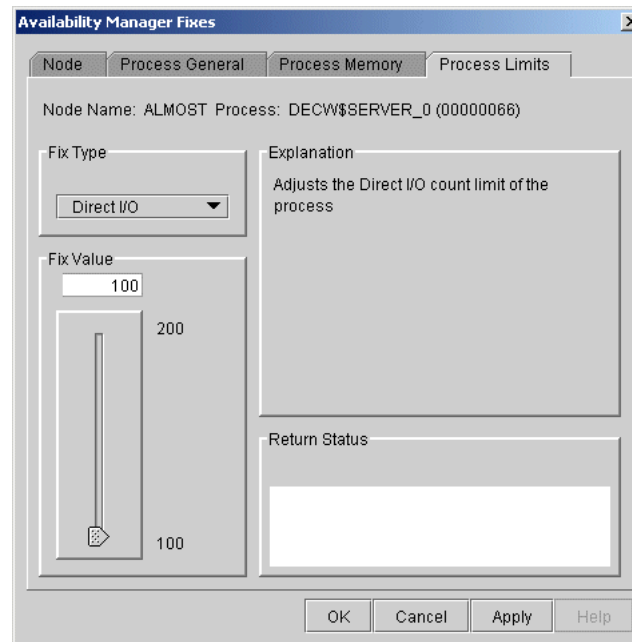 Availability Manager Fixes
Node
Process General
Process Memory
Process Limits
Node Name: ALMOST Process: DECW$SERVER_0 (00000066)
Fix Type
Direct I/O
Explanation
Adjusts the Direct I/O count limit of the
process
Fix Value
100
200
100
Return Status
OK
Cancel
Apply
Help